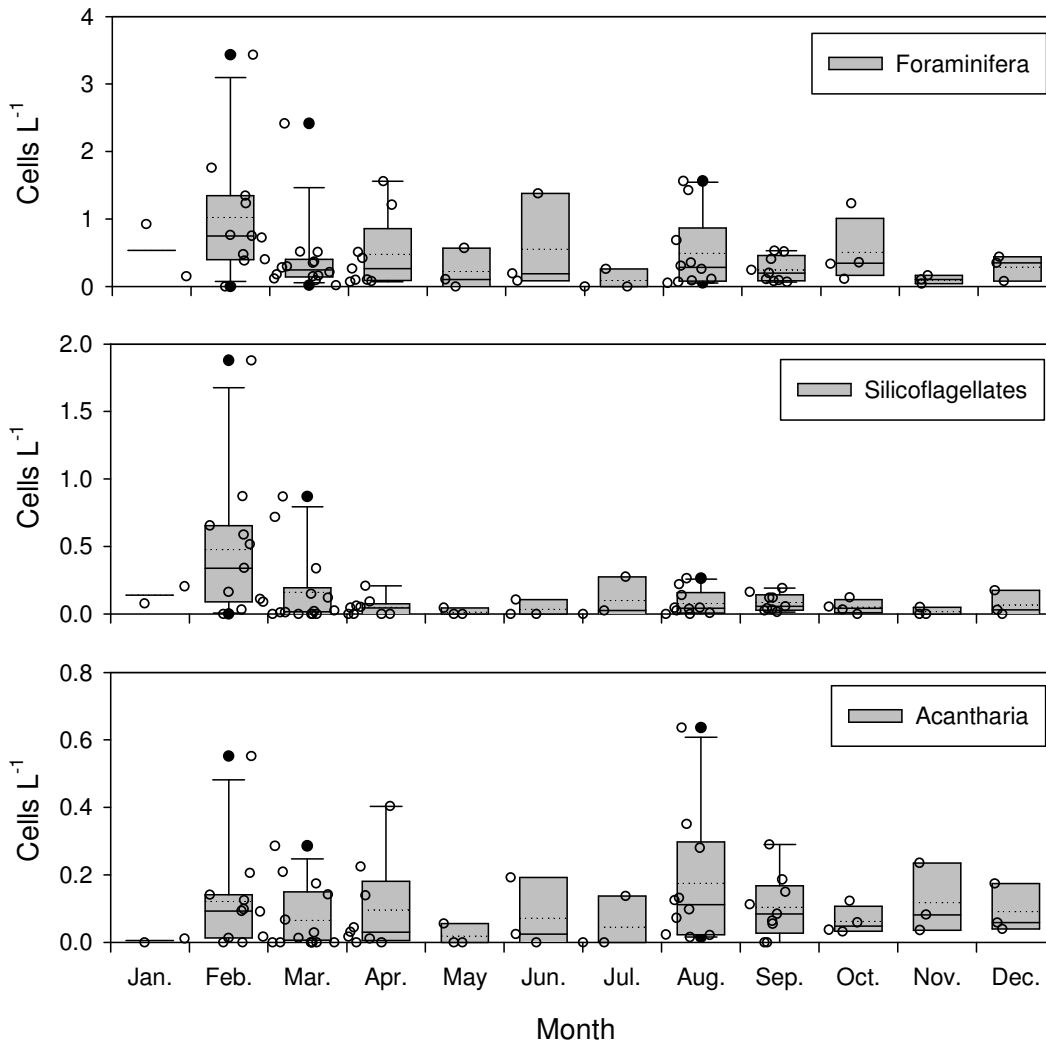 4
3
2
1
0
Cells L⁻¹
Foraminifera
2.0
1.5
1.0
0.5
0.0
Cells L⁻¹
Silicoflagellates
0.8
0.6
0.4
0.2
0.0
Cells L⁻¹
Acantharia
Jan. Feb. Mar. Apr. May Jun. Jul. Aug. Sep. Oct. Nov. Dec.
Month